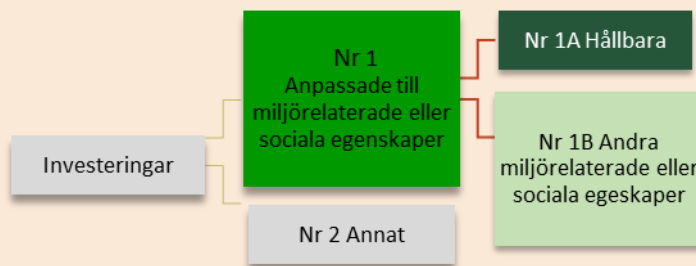 Investeringar
Nr 1
Anpassade till
miljörelaterade eller
sociala egenskaper
Nr 2 Annat
Nr 1A Hållbara
Nr 1B Andra
miljörelaterade eller
sociala egeskaper